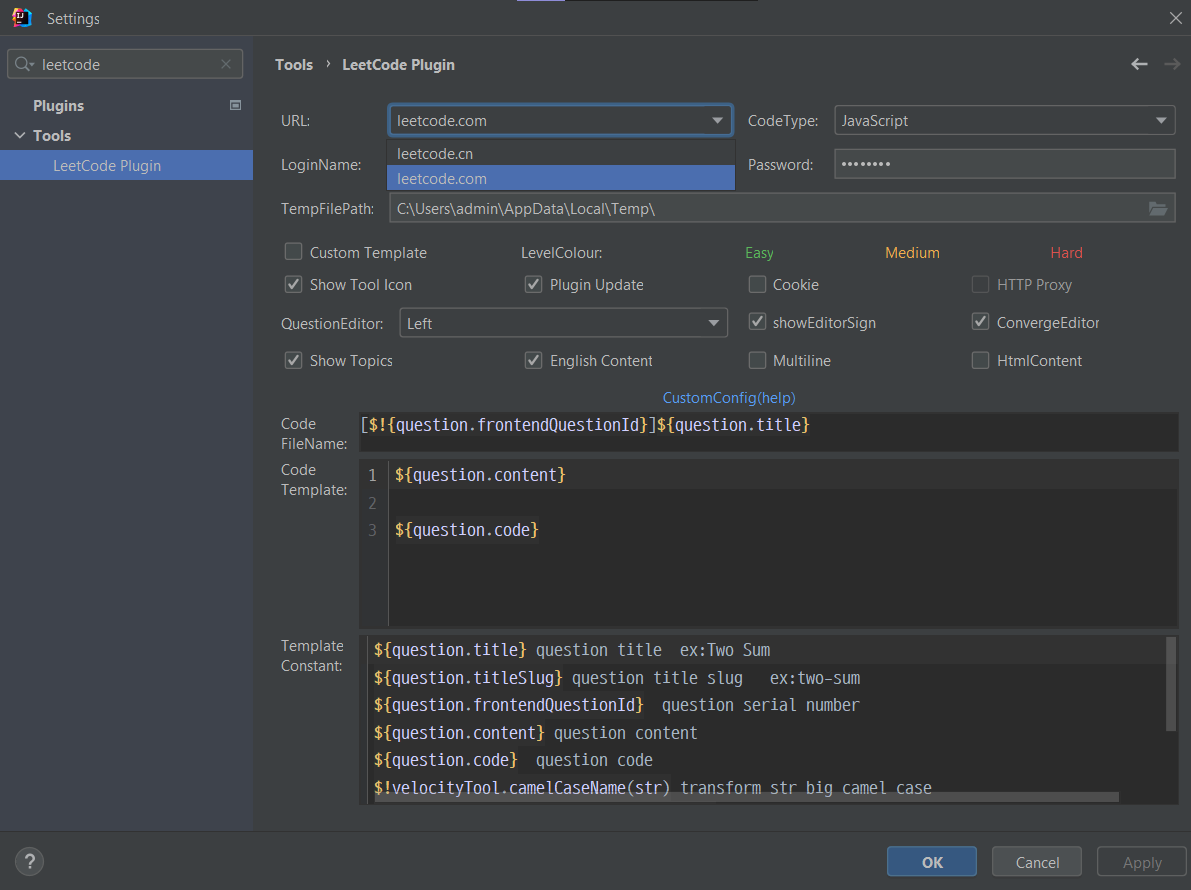 Settings
leetcode
Tools › LeetCode Plugin
Plugins
Tools
LeetCode Plugin
URL: leetcode.com CodeType: JavaScript
leetcode.cn
leetcode.com
LoginName: Password: ••••••••
TempFilePath: C:\Users\admin\AppData\Local\Temp\
Custom Template LevelColour: Easy Medium Hard
Show Tool Icon Plugin Update Cookie HTTP Proxy
QuestionEditor: Left showEditorSign ConvergeEditor
Show Topics English Content Multiline HtmlContent
CustomConfig(help)
Code
FileName:
[$!{question.frontendQuestionId}]${question.title}
Code
Template:
1 ${question.content}
2
3 ${question.code}
Template
Constant:
${question.title} question title ex:Two Sum
${question.titleSlug} question title slug ex:two-sum
${question.frontendQuestionId} question serial number
${question.content} question content
${question.code} question code
$!velocityTool.camelCaseName(str) transform str big camel case
? OK Cancel Apply